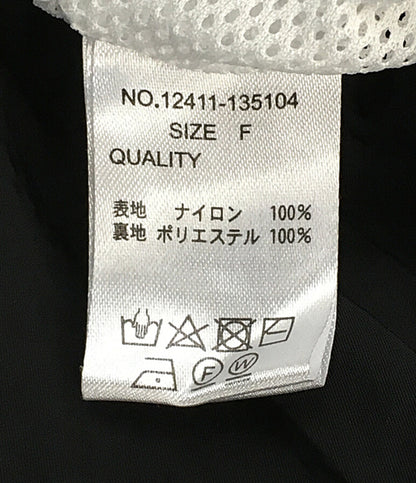 NO.12411-135104
SIZE F
QUALITY
表地 ナイロン 100%
裏地 ポリエステル 100%
F W